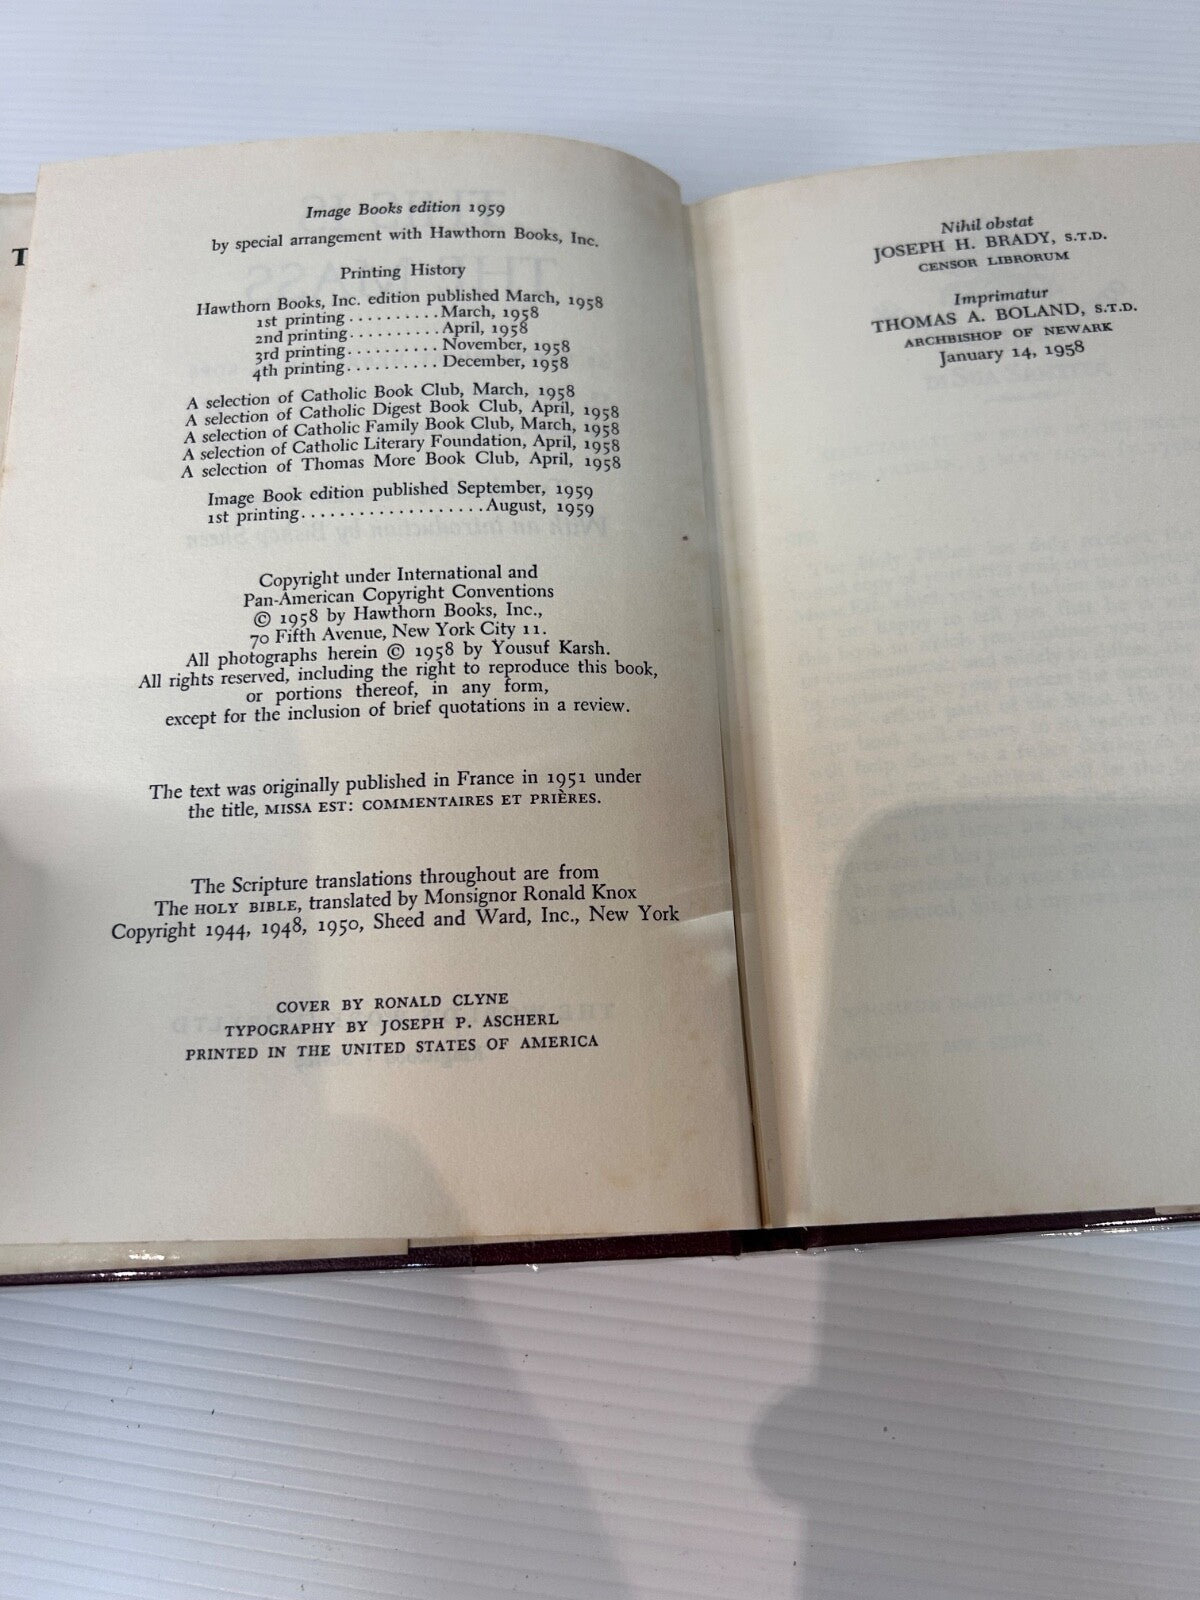 T
Image Books edition 1959
by special arrangement with Hawthorn Books, Inc.
Printing History
Hawthorn Books, Inc. edition published March, 1958
1st printing..........March, 1958
2nd printing..........April, 1958
3rd printing..........November, 1958
4th printing..........December, 1958
A selection of Catholic Book Club, March, 1958
A selection of Catholic Digest Book Club, April, 1958
A selection of Catholic Family Book Club, March, 1958
A selection of Catholic Literary Foundation, April, 1958
A selection of Thomas More Book Club, April, 1958
Image Book edition published September, 1959
1st printing...................August, 1959
Copyright under International and
Pan-American Copyright Conventions
© 1958 by Hawthorn Books, Inc.,
70 Fifth Avenue, New York City 11.
All photographs herein © 1958 by Yousuf Karsh.
All rights reserved, including the right to reproduce this book,
or portions thereof, in any form,
except for the inclusion of brief quotations in a review.
The text was originally published in France in 1951 under
the title, MISSA EST: COMMENTAIRES ET PRIÈRES.
The Scripture translations throughout are from
The HOLY BIBLE, translated by Monsignor Ronald Knox
Copyright 1944, 1948, 1950, Sheed and Ward, Inc., New York
COVER BY RONALD CLYNE
TYPOGRAPHY BY JOSEPH P. ASCHERL
PRINTED IN THE UNITED STATES OF AMERICA
Nihil obstat
JOSEPH H. BRADY, S.T.D.
CENSOR LIBRORUM
Imprimatur
THOMAS A. BOLAND, S.T.D.
ARCHBISHOP OF NEWARK
January 14, 1958